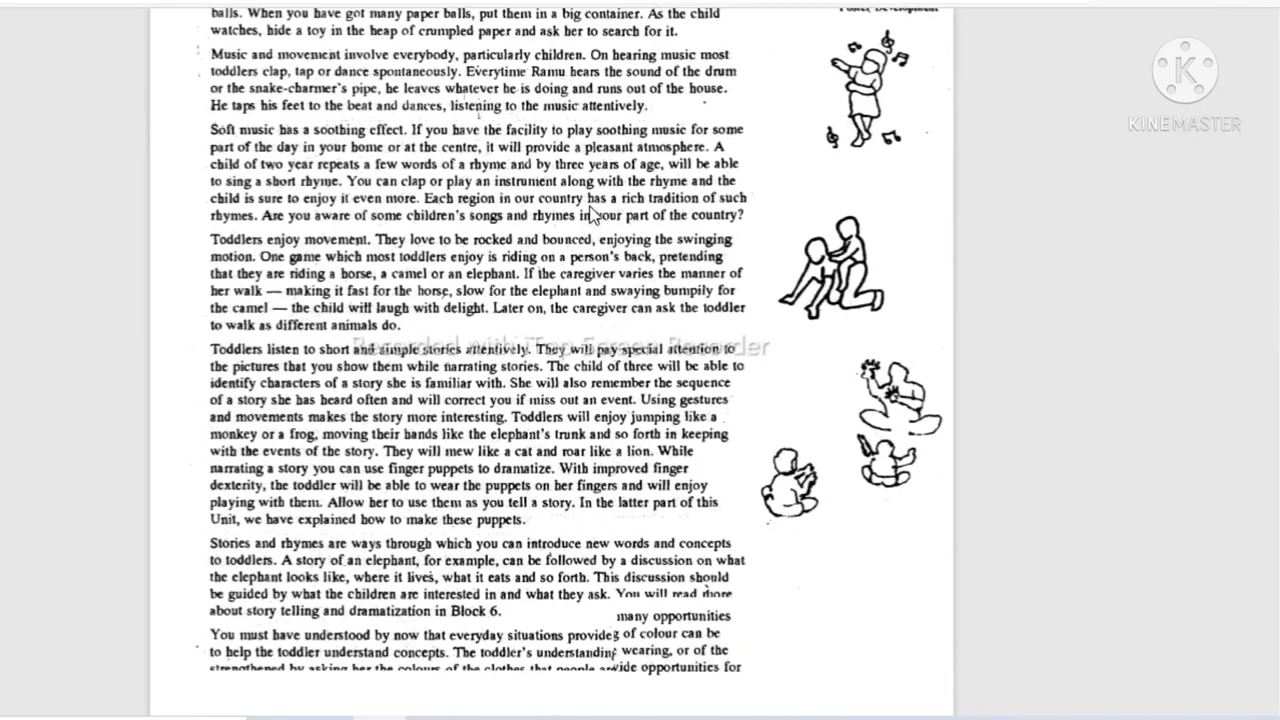 balls. When you have got many paper balls, put them in a big container. As the child
watches, hide a toy in the heap of crumpled paper and ask her to search for it.
Music and movement involve everybody, particularly children. On hearing music most
toddlers clap, tap or dance spontaneously. Everytime Ramu hears the sound of the drum
or the snake-charmer's pipe, he leaves whatever he is doing and runs out of the house.
He taps his feet to the beat and dances, listening to the music attentively.
Soft music has a soothing effect. If you have the facility to play soothing music for some
part of the day in your home or at the centre, it will provide a pleasant atmosphere. A
child of two year repeats a few words of a rhyme and by three years of age, will be able
to sing a short rhyme. You can clap or play an instrument along with the rhyme and the
child is sure to enjoy it even more. Each region in our country has a rich tradition of such
rhymes. Are you aware of some children's songs and rhymes in your part of the country?
Toddlers enjoy movement. They love to be rocked and bounced, enjoying the swinging
motion. One game which most toddlers enjoy is riding on a person's back, pretending
that they are riding a horse, a camel or an elephant. If the caregiver varies the manner of
her walk — making it fast for the horse, slow for the elephant and swaying bumpily for
the camel — the child will laugh with delight. Later on, the caregiver can ask the toddler
to walk as different animals do.
Toddlers listen to short and simple stories attentively. They will pay special attention to
the pictures that you show them while narrating stories. The child of three will be able to
identify characters of a story she is familiar with. She will also remember the sequence
of a story she has heard often and will correct you if miss out an event. Using gestures
and movements makes the story more interesting. Toddlers will enjoy jumping like a
monkey or a frog, moving their hands like the elephant's trunk and so forth in keeping
with the events of the story. They will mew like a cat and roar like a lion. While
narrating a story you can use finger puppets to dramatize. With improved finger
dexterity, the toddler will be able to wear the puppets on her fingers and will enjoy
playing with them. Allow her to use them as you tell a story. In the latter part of this
Unit, we have explained how to make these puppets.
Stories and rhymes are ways through which you can introduce new words and concepts
to toddlers. A story of an elephant, for example, can be followed by a discussion on what
the elephant looks like, where it lives, what it eats and so forth. This discussion should
be guided by what the children are interested in and what they ask. You will read more
about story telling and dramatization in Block 6.
many opportunities
You must have understood by now that everyday situations provide of colour can be
to help the toddler understand concepts. The toddler's understanding wearing, or of the
strengthened by asking her the colours of the clothes that people opportunities for
Development
KINEMASTER
Recorded with iTop Screen Recorder